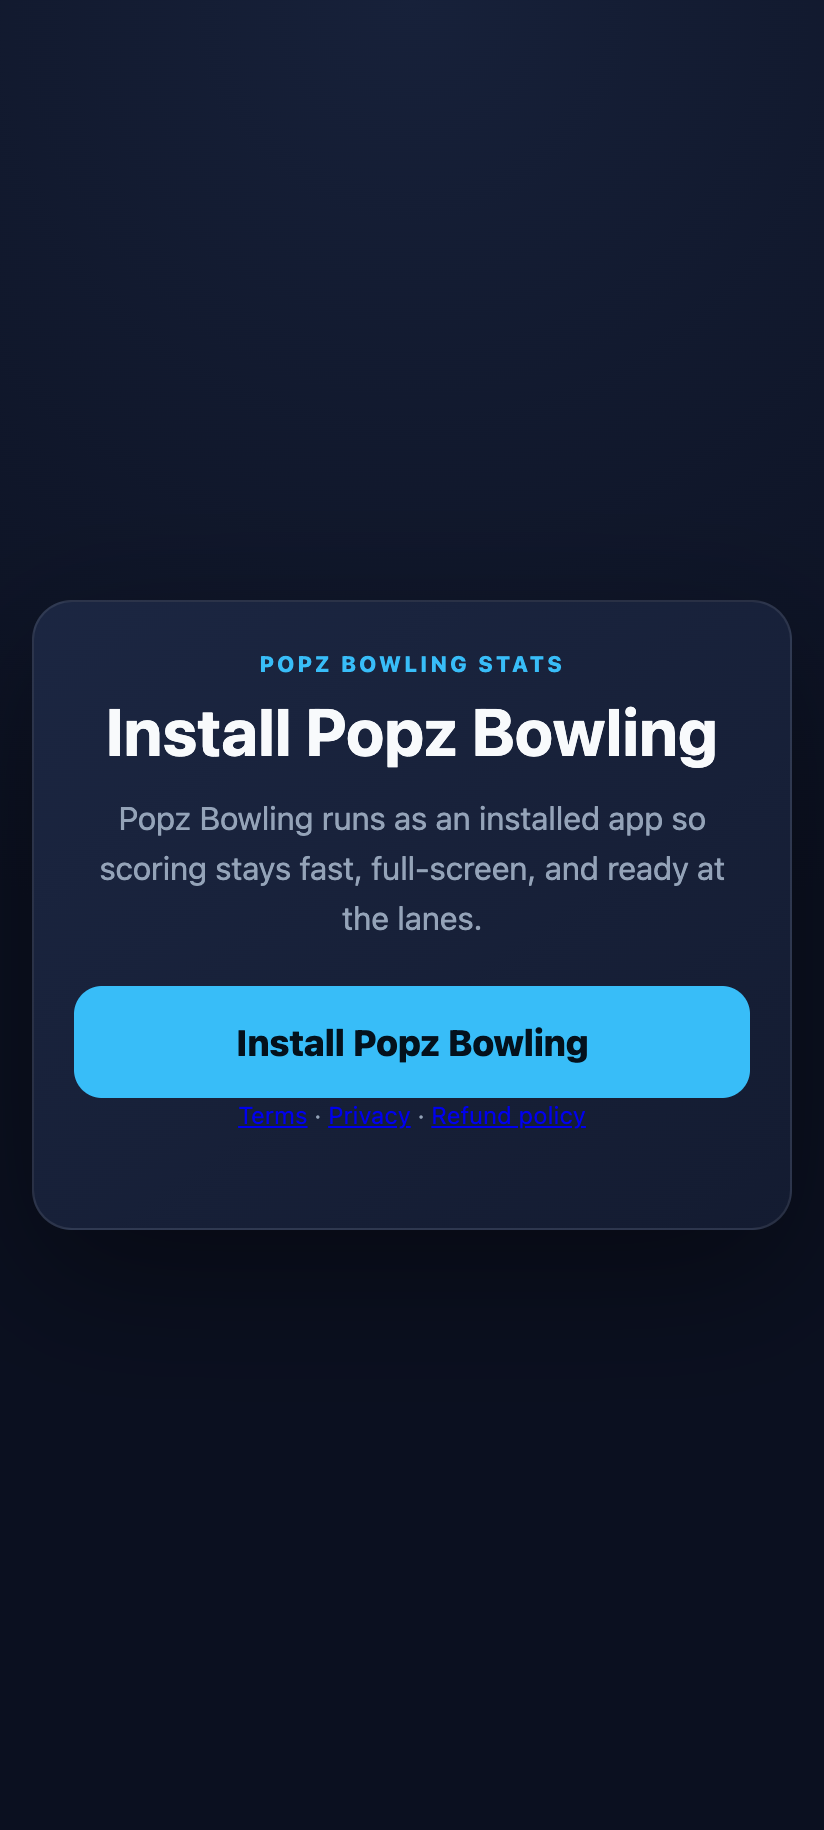 POPZ BOWLING STATS
Install Popz Bowling
Popz Bowling runs as an installed app so
scoring stays fast, full-screen, and ready at
the lanes.
Install Popz Bowling
Terms · Privacy · Refund policy